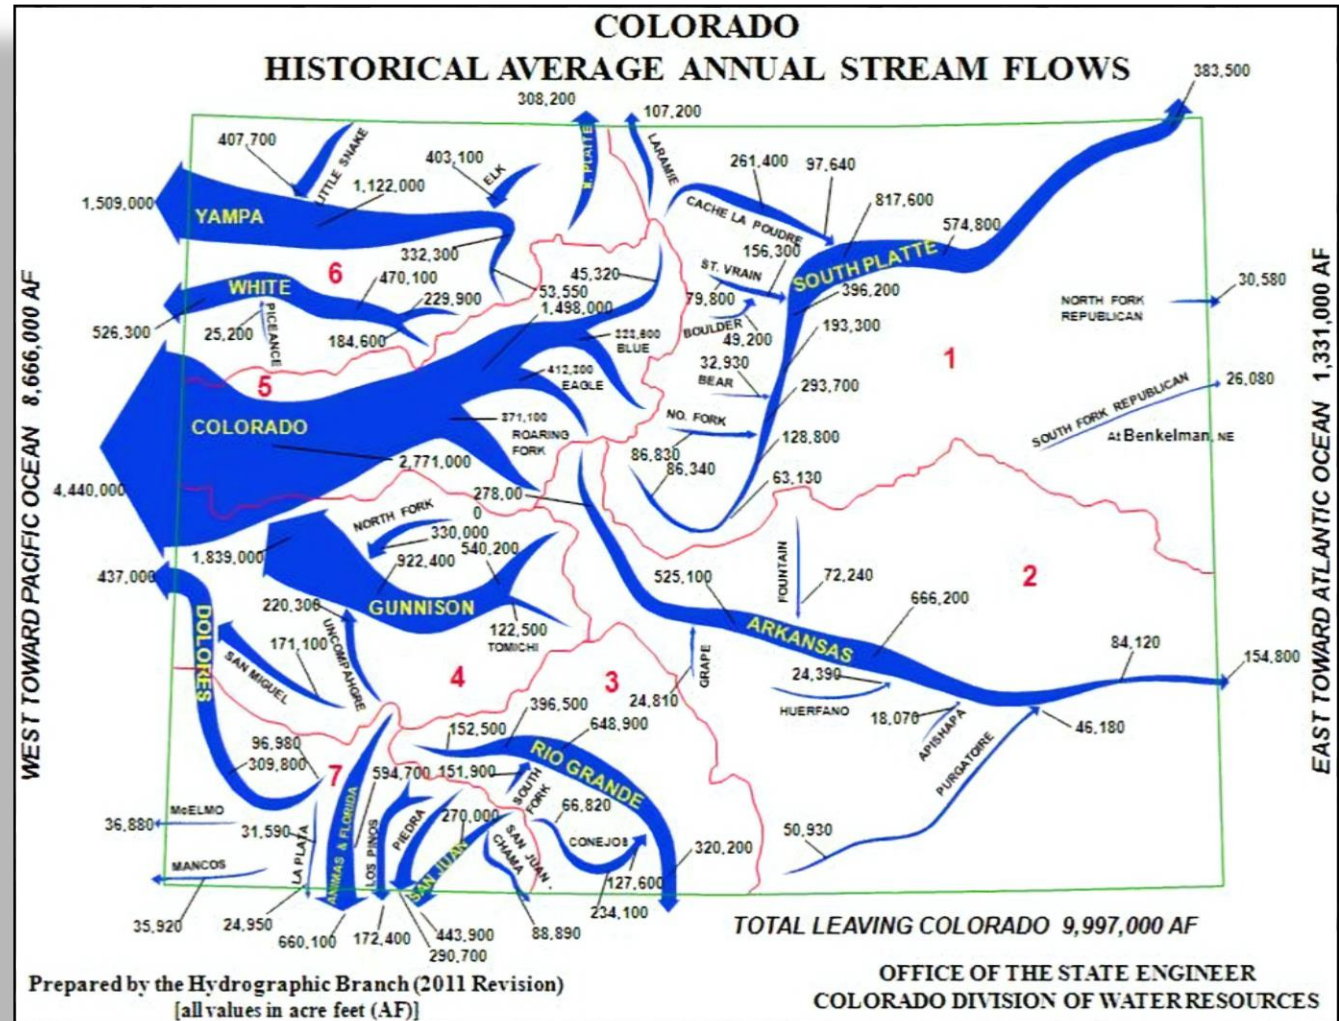 COLORADO
HISTORICAL AVERAGE ANNUAL STREAM FLOWS
383,500
308,200
107,200
407,700
LITTLE SNAKE
403,100
ELK
N. PLATTE
LARAMIE
261,400
97,640
1,122,000
817,600
1,509,000
YAMPA
CACHE LA POUDRE
574,800
332,300
156,300
SOUTH PLATTE
6
45,320
ST. VRAIN
470,100
WHITE
53,550
79,800
396,200
30,580
NORTH FORK
REPUBLICAN
229,900
1,498,000
BOULDER
193,300
526,300
25,200
PICEANCE
184,600
BLUE
49,200
32,930
1
5
EAGLE
BEAR
293,700
26,080
SOUTH FORK REPUBLICAN
NO. FORK
COLORADO
371,100
ROARING
FORK
128,800
At Benkelman, NE
86,830
2,771,000
86,340
63,130
4,440,000
278,00
0
NORTH FORK
330,000
540,200
1,839,000
922,400
437,000
525,100
FOUNTAIN
72,240
2
220,300
GUNNISON
666,200
DOLORES
UNCOMPAHGRE
122,500
TOMICHI
ARKANSAS
171,100
SAN MIGUEL
84,120
154,800
4
3
GRAPE
24,390
24,810
HUERFANO
18,070
APISHAPA
46,180
396,500
152,500
648,900
PURGATOIRE
96,980
309,800
7
594,700
151,900
RIO GRANDE
SOUTH
FORK
McELMO
36,880
31,590
LA PLATA
ANIMAS & FLORIDA
LOS PINOS
PIEDRA
270,000
66,820
50,930
SAN JUAN
SAN JUAN-
CHAMA
CONEJOS
320,200
MANCOS
127,600
234,100
35,920
24,950
660,100
172,400
443,900
290,700
88,890
WEST TOWARD PACIFIC OCEAN 8,666,000 AF
EAST TOWARD ATLANTIC OCEAN 1,331,000 AF
TOTAL LEAVING COLORADO 9,997,000 AF
Prepared by the Hydrographic Branch (2011 Revision)
[all values in acre feet (AF)]
OFFICE OF THE STATE ENGINEER
COLORADO DIVISION OF WATER RESOURCES